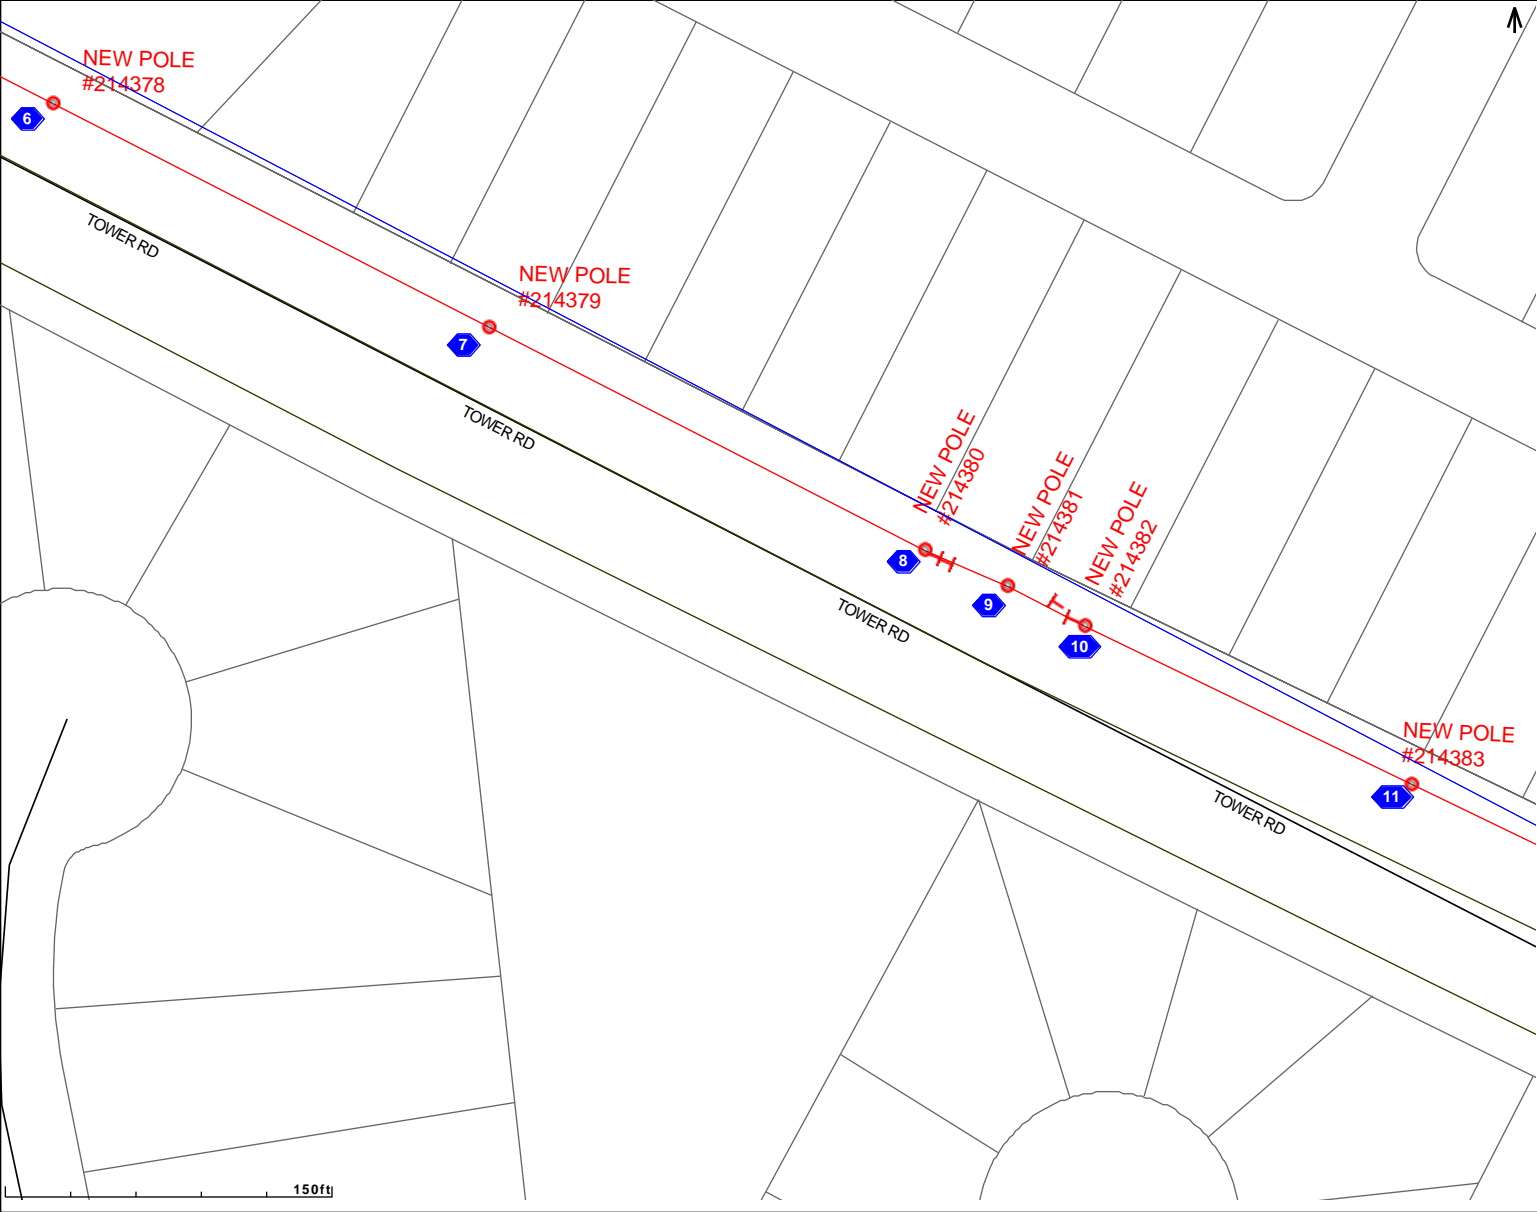 NEW POLE
#214378
6
TOWER RD
NEW POLE
#214379
7
TOWER RD
NEW POLE
#214380
8
NEW POLE
#214381
9
NEW POLE
#214382
10
TOWER RD
NEW POLE
#214383
11
TOWER RD
150ft